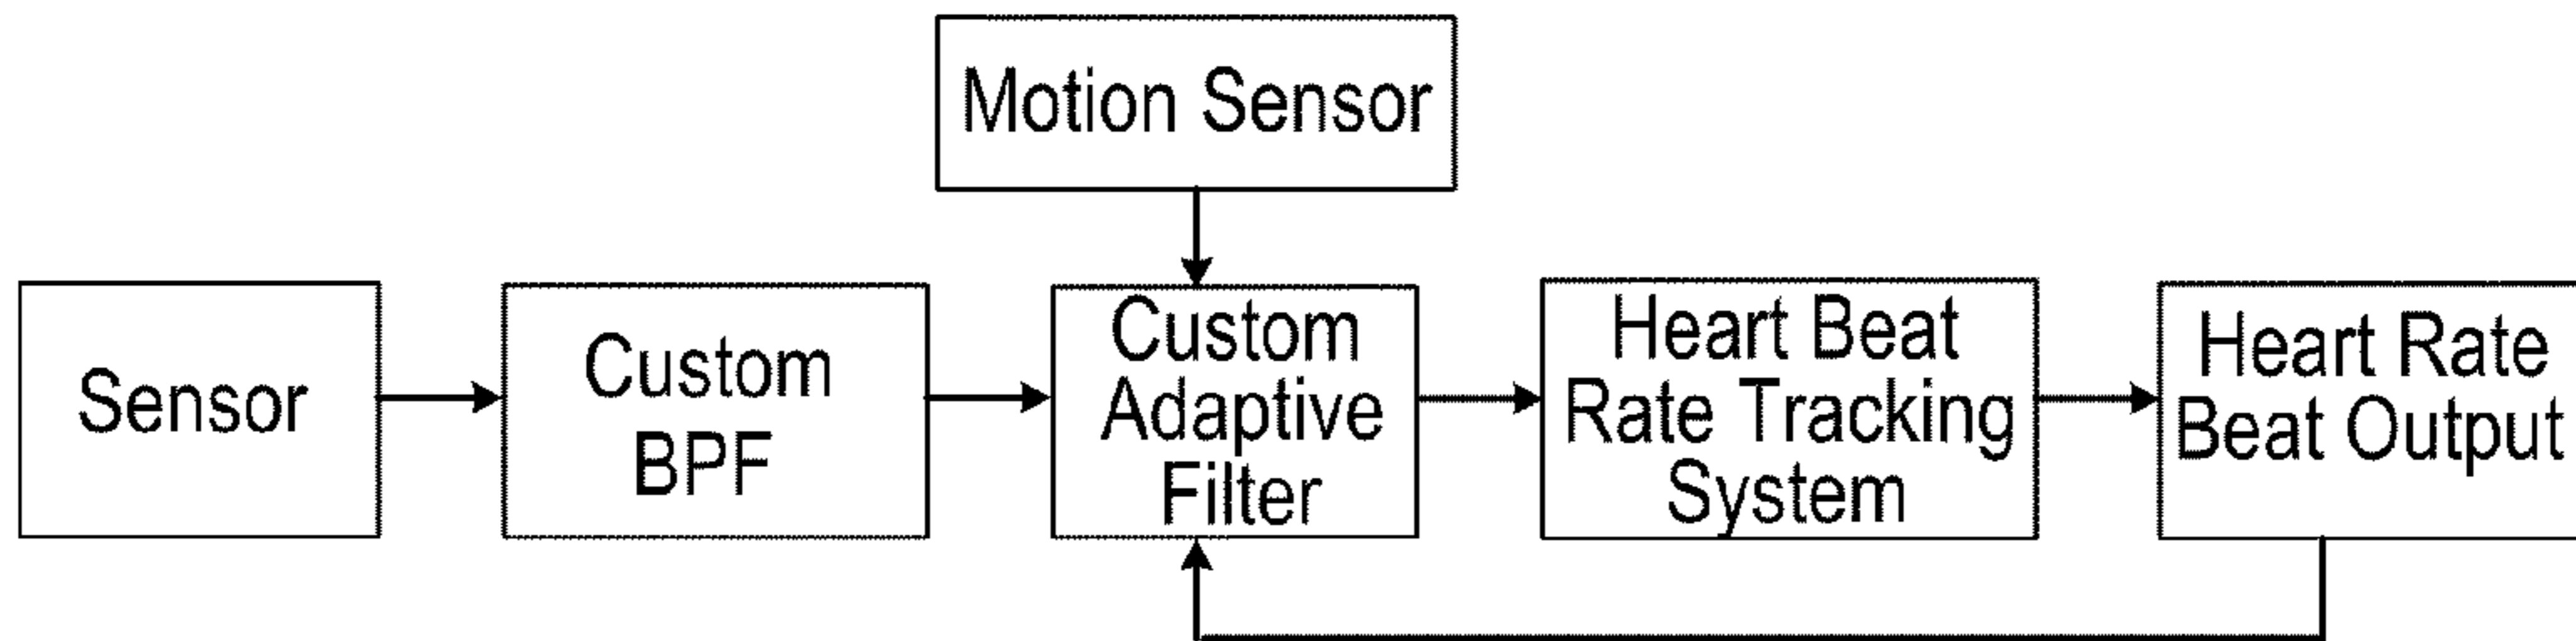 Motion Sensor
Sensor
Custom
BPF
Custom
Adaptive
Filter
Heart Beat
Rate Tracking
System
Heart Rate
Beat Output